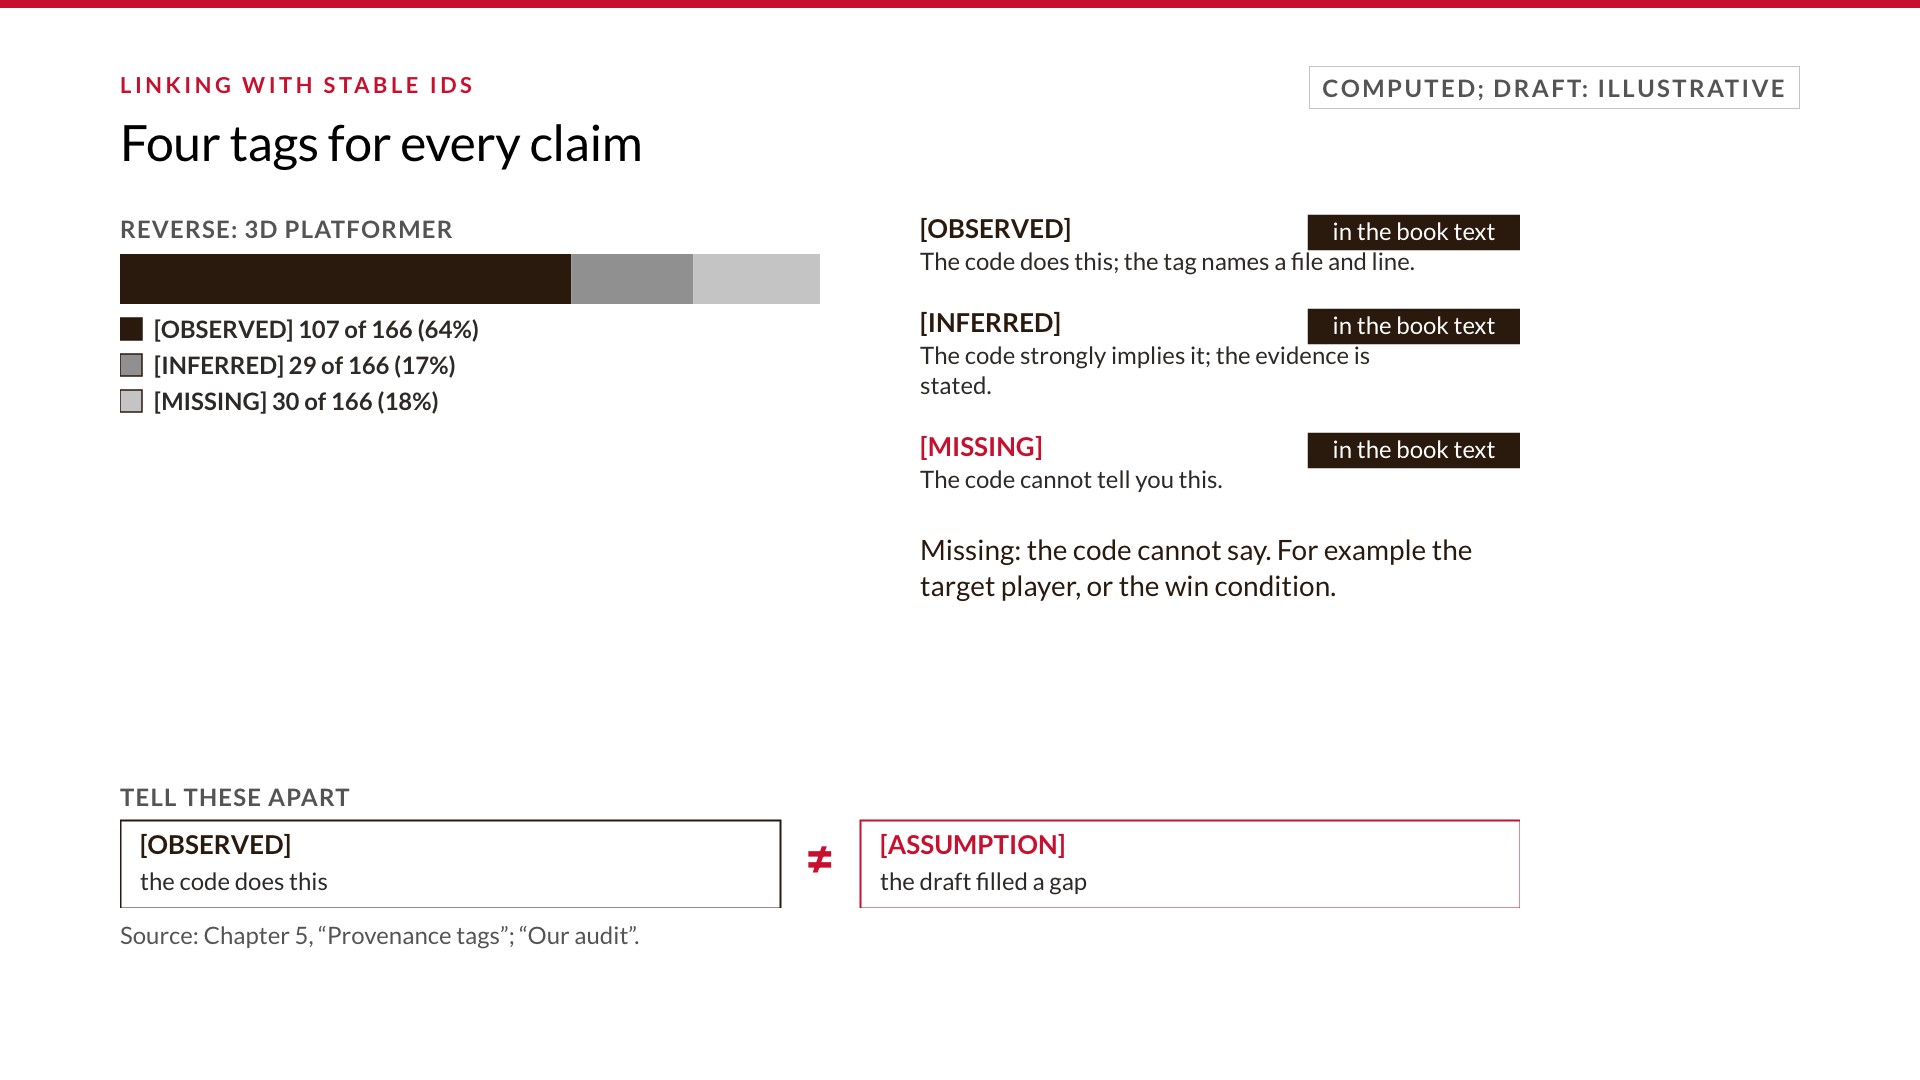 LINKING WITH STABLE IDS
COMPUTED; DRAFT: ILLUSTRATIVE
Four tags for every claim
REVERSE: 3D PLATFORMER
[OBSERVED] 107 of 166 (64%)
[INFERRED] 29 of 166 (17%)
[MISSING] 30 of 166 (18%)
[OBSERVED]
in the book text
The code does this; the tag names a file and line.
[INFERRED]
in the book text
The code strongly implies it; the evidence is
stated.
[MISSING]
in the book text
The code cannot tell you this.
Missing: the code cannot say. For example the
target player, or the win condition.
TELL THESE APART
[OBSERVED]
the code does this
≠
[ASSUMPTION]
the draft filled a gap
Source: Chapter 5, “Provenance tags”; “Our audit”.